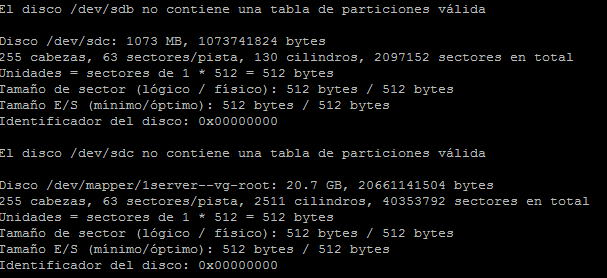 El disco /dev/sdb no contiene una tabla de particiones válida
Disco /dev/sdc: 1073 MB, 1073741824 bytes
255 cabezas, 63 sectores/pista, 130 cilindros, 2097152 sectores en total
Unidades = sectores de 1 * 512 = 512 bytes
Tamaño de sector (lógico / físico): 512 bytes / 512 bytes
Tamaño E/S (mínimo/óptimo): 512 bytes / 512 bytes
Identificador del disco: 0x00000000
El disco /dev/sdc no contiene una tabla de particiones válida
Disco /dev/mapper/1server--vg-root: 20.7 GB, 20661141504 bytes
255 cabezas, 63 sectores/pista, 2511 cilindros, 40353792 sectores en total
Unidades = sectores de 1 * 512 = 512 bytes
Tamaño de sector (lógico / físico): 512 bytes / 512 bytes
Tamaño E/S (mínimo/óptimo): 512 bytes / 512 bytes
Identificador del disco: 0x00000000